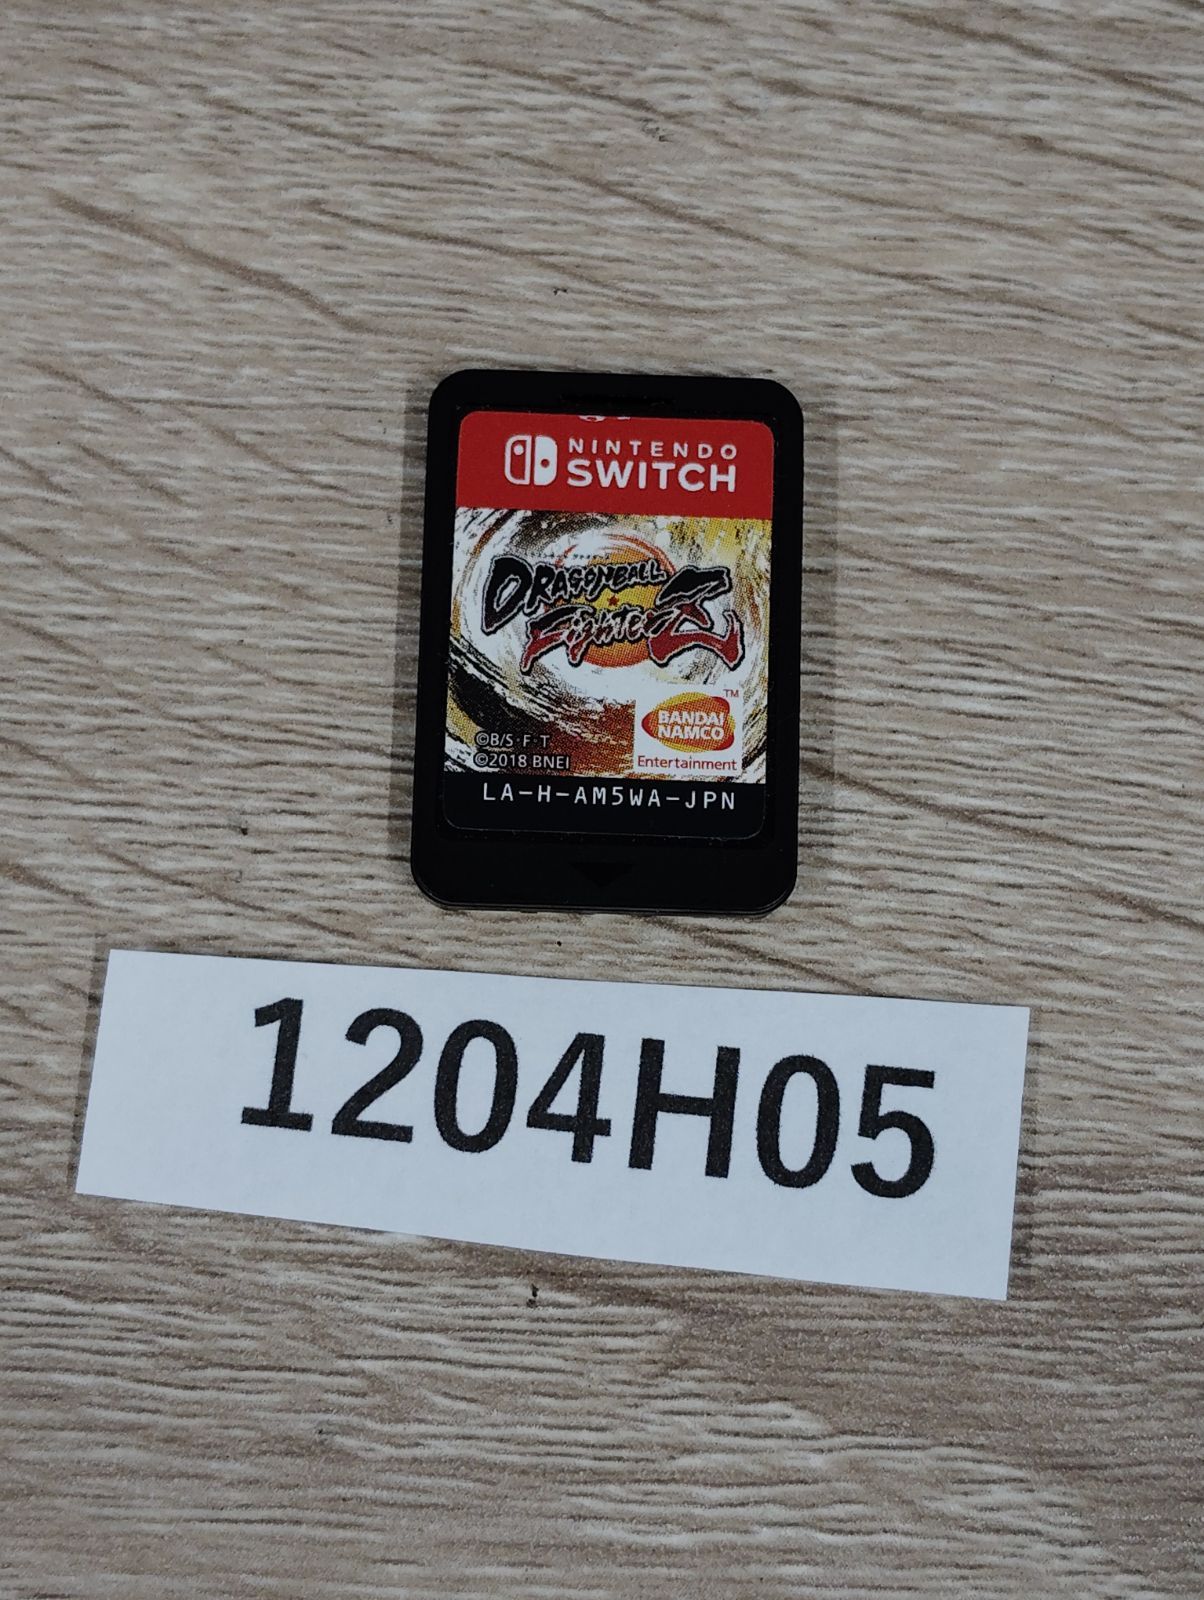 NINTENDO
SWITCH
DRAGONBALL
FighterZ
TM
BANDAI
NAMCO
Entertainment
©B/S・F・T
©2018 BNEI
LA-H-AM5WA-JPN
1204H05